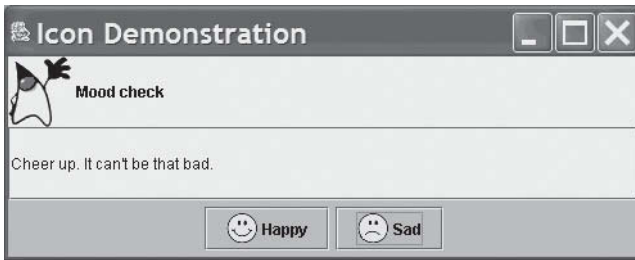 Icon Demonstration
Mood check
Cheer up. It can't be that bad.
Happy Sad